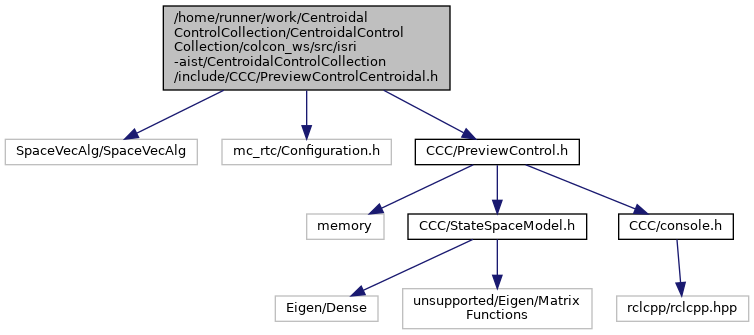 /home/runner/work/Centroidal
ControlCollection/CentroidalControl
Collection/colcon_ws/src/isri
-aist/CentroidalControlCollection
/include/CCC/PreviewControlCentroidal.h
SpaceVecAlg/SpaceVecAlg
mc_rtc/Configuration.h
CCC/PreviewControl.h
memory
CCC/StateSpaceModel.h
CCC/console.h
Eigen/Dense
unsupported/Eigen/Matrix
Functions
rclcpp/rclcpp.hpp